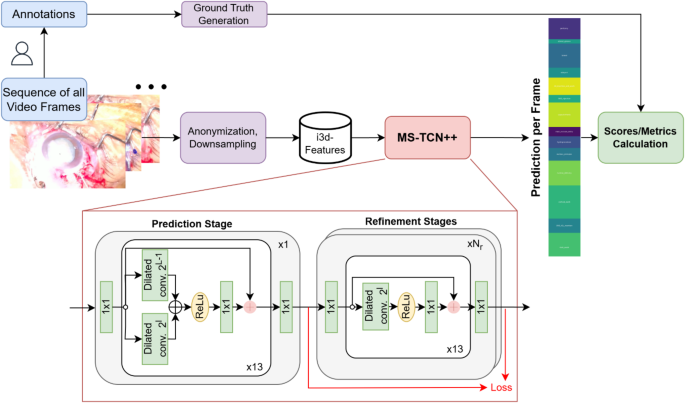 Annotations
Ground Truth
Generation
Sequence of all
Video Frames
Anonymization,
Downsampling
i3d-
Features
MS-TCN++
Prediction per Frame
Scores/Metrics
Calculation
Prediction Stage
x1
1x1
Dilated
conv. 2^L-1
Dilated
conv. 2^l
ReLu
1x1
x13
1x1
Refinement Stages
xN_r
1x1
Dilated
conv. 2^l
ReLu
1x1
x13
1x1
Loss